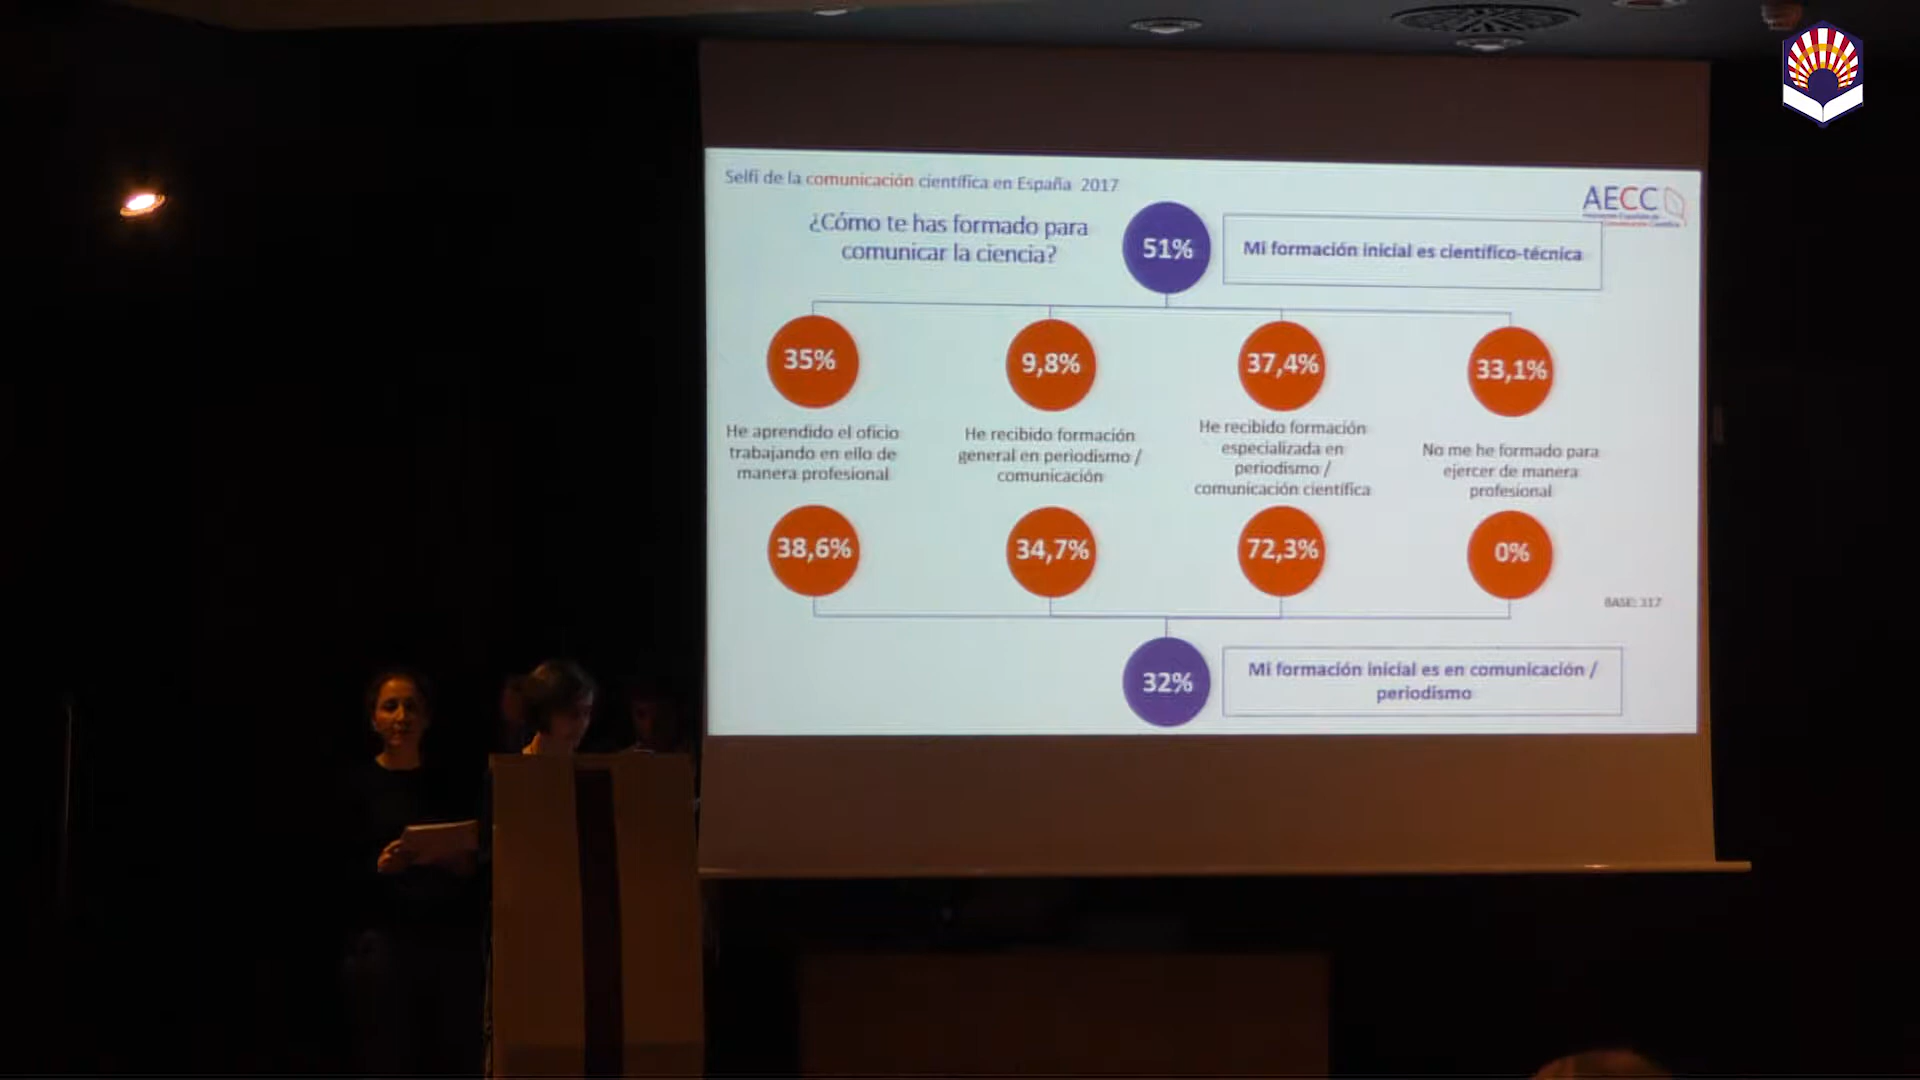 Selfi de la comunicación científica en España 2017
AECC
¿Cómo te has formado para
comunicar la ciencia?
51%
Mi formación inicial es científico-técnica
35%
9,8%
37,4%
33,1%
He aprendido el oficio
trabajando en ello de
manera profesional
He recibido formación
general en periodismo /
comunicación
He recibido formación
especializada en
periodismo /
comunicación científica
No me he formado para
ejercer de manera
profesional
38,6%
34,7%
72,3%
0%
BASE: 317
32%
Mi formación inicial es en comunicación /
periodismo